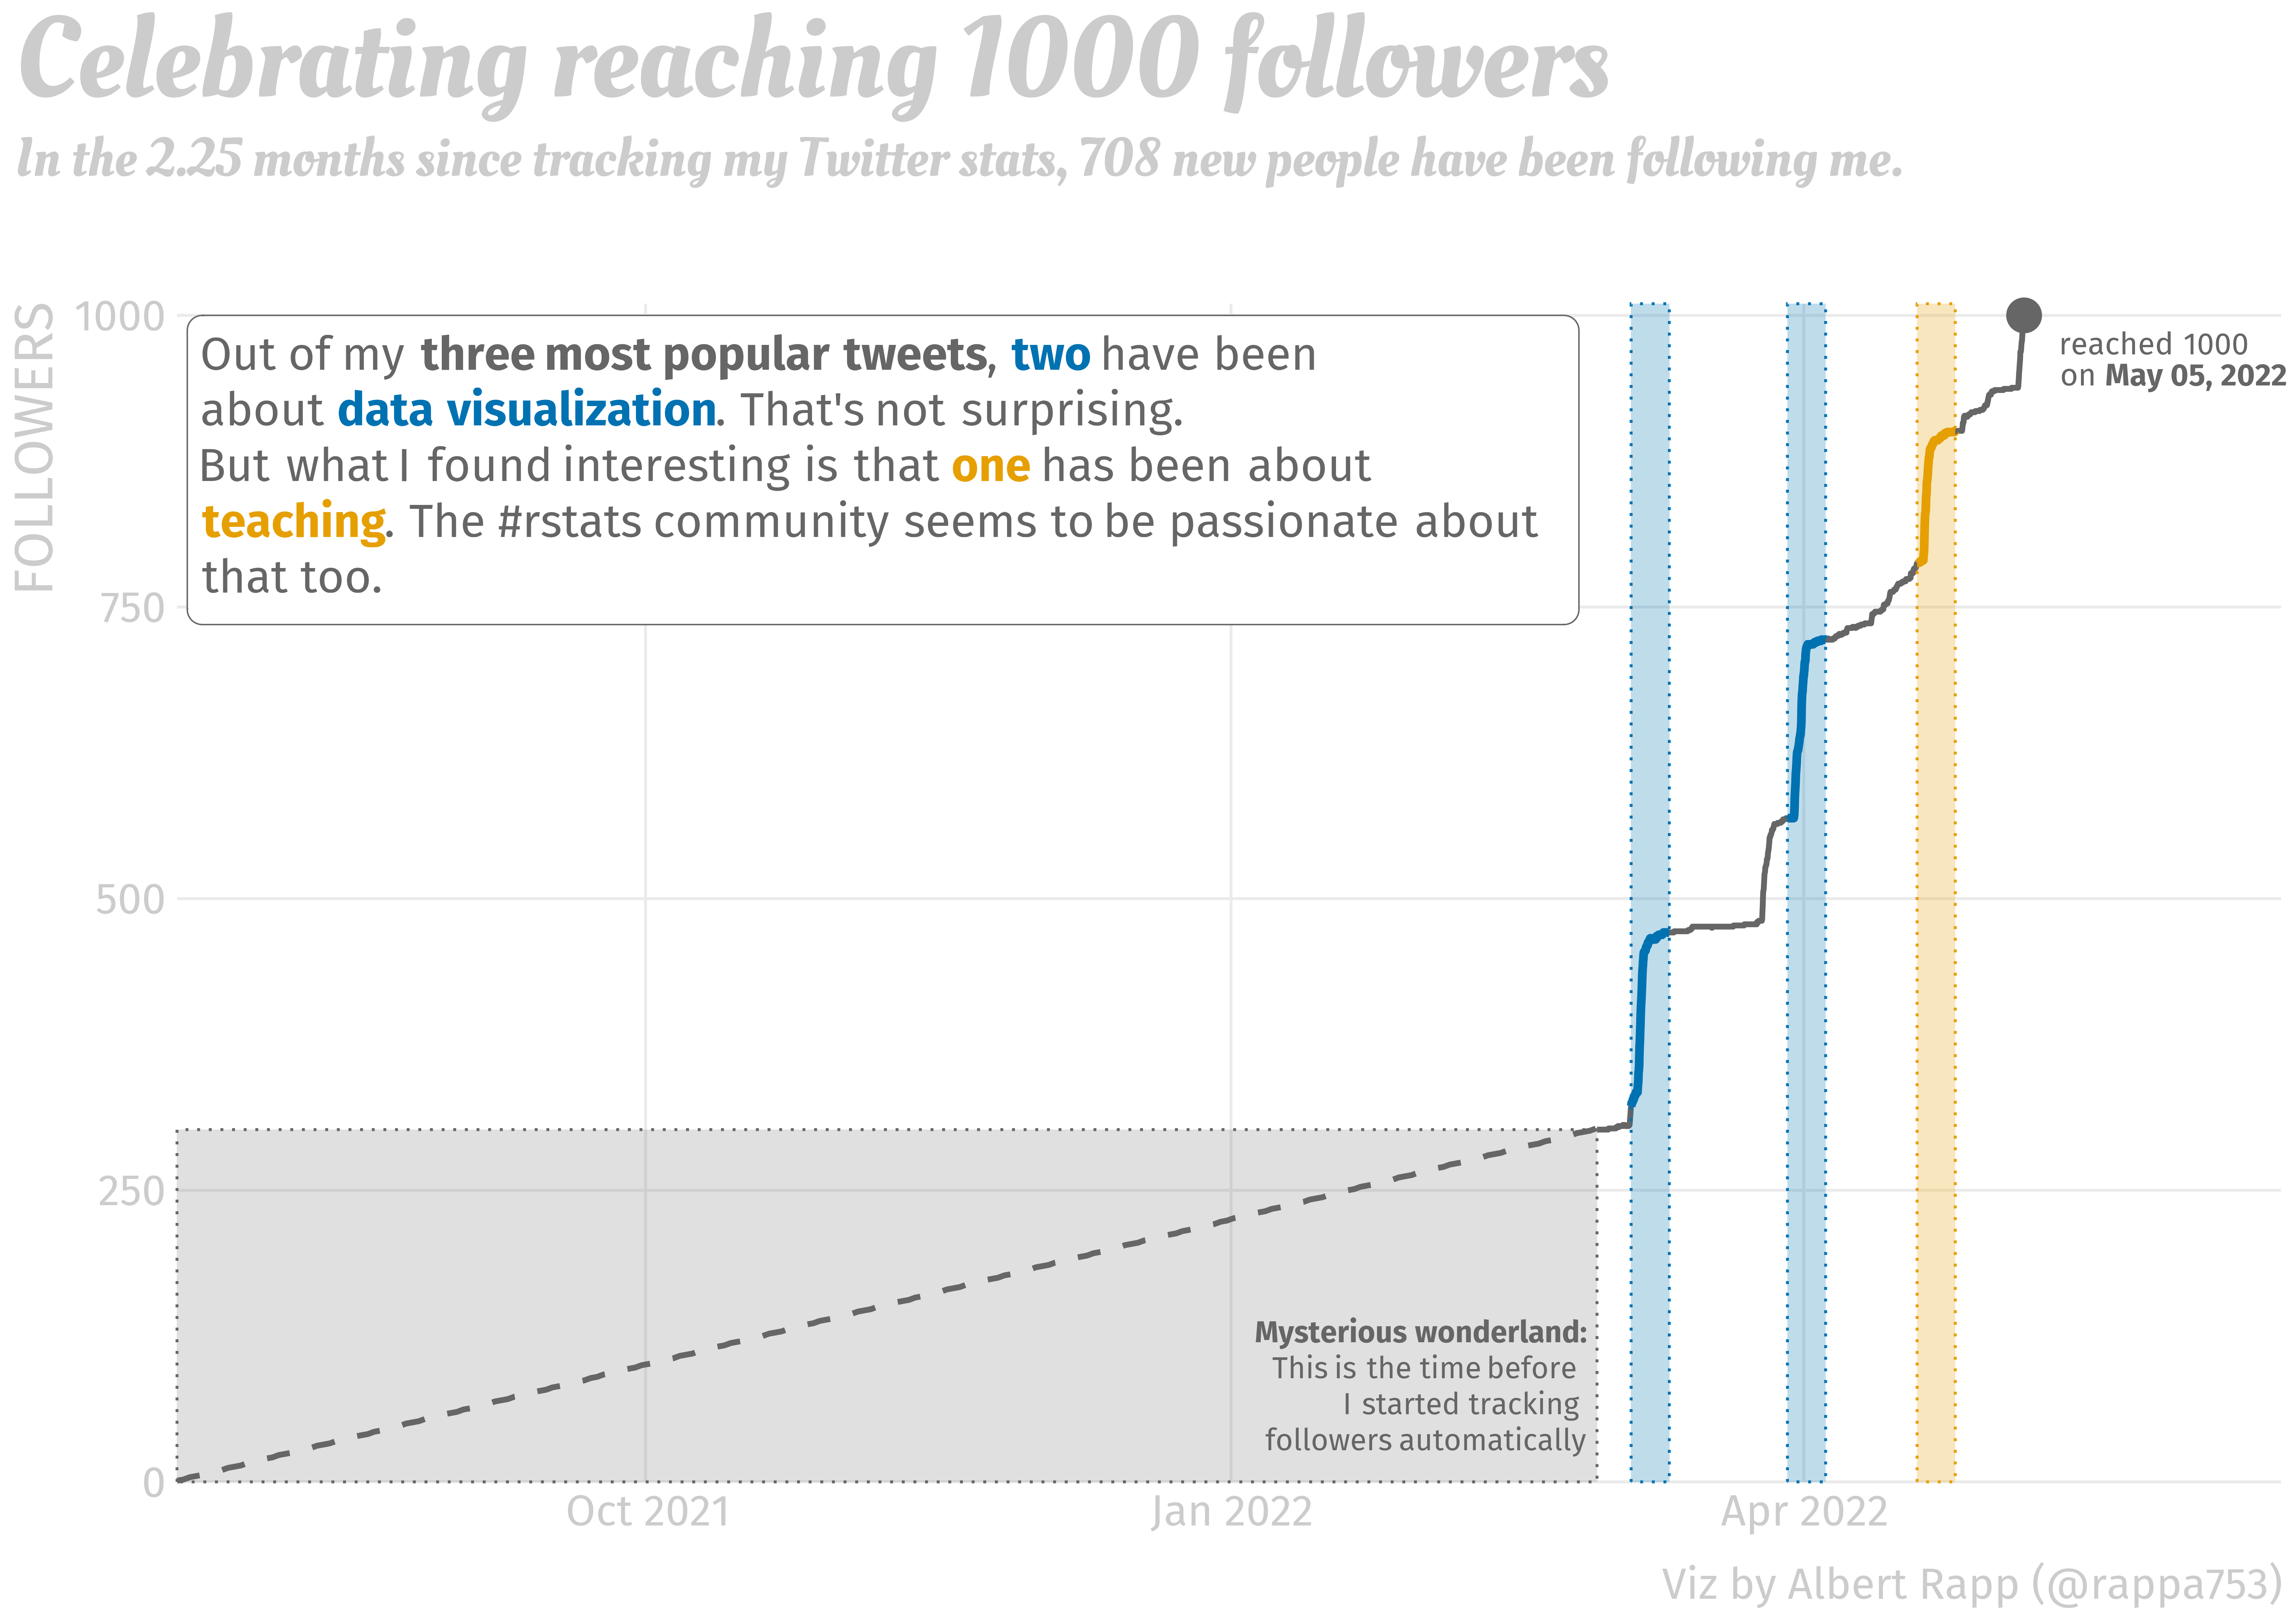 Celebrating reaching 1000 followers
In the 2.25 months since tracking my Twitter stats, 708 new people have been following me.
FOLLOWERS
1000
750
500
250
0
Out of my three most popular tweets, two have been
about data visualization. That's not surprising.
But what I found interesting is that one has been about
teaching. The #rstats community seems to be passionate about
that too.
reached 1000
on May 05, 2022
Mysterious wonderland:
This is the time before
I started tracking
followers automatically
Oct 2021
Jan 2022
Apr 2022
Viz by Albert Rapp (@rappa753)